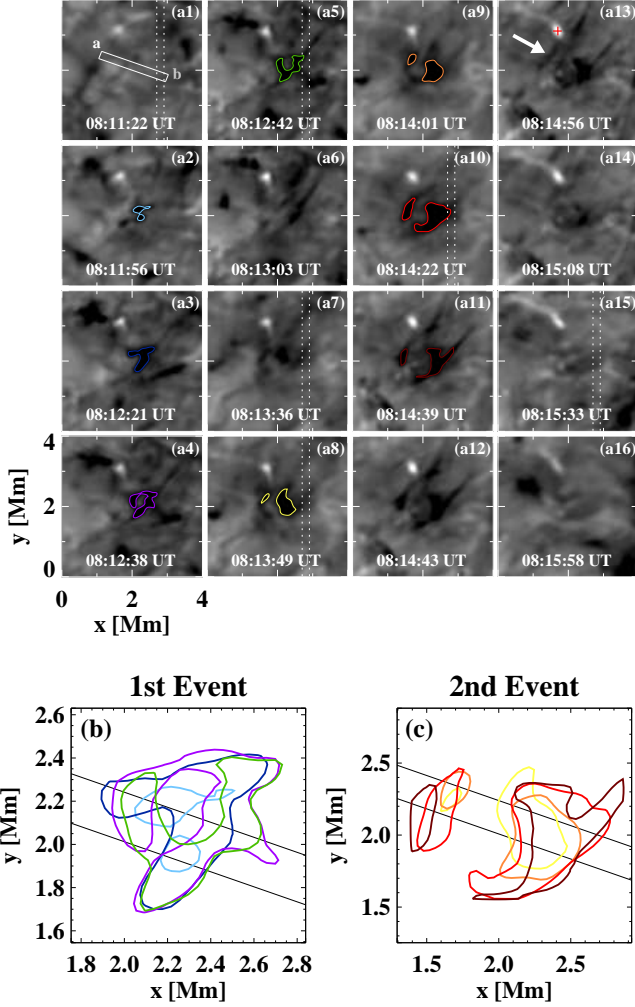 (a1) (a5) (a9) (a13)
a
b
08:11:22 UT 08:12:42 UT 08:14:01 UT 08:14:56 UT
(a2) (a6) (a10) (a14)
08:11:56 UT 08:13:03 UT 08:14:22 UT 08:15:08 UT
(a3) (a7) (a11) (a15)
08:12:21 UT 08:13:36 UT 08:14:39 UT 08:15:33 UT
4 (a4) (a8) (a12) (a16)
2
y [Mm]
08:12:38 UT 08:13:49 UT 08:14:43 UT 08:15:58 UT
0
0 2 4
x [Mm]
1st Event 2nd Event
2.6 (b) (c)
2.4 2.5
2.2
y [Mm] y [Mm]
2.0 2.0
1.8
1.6 1.5
1.8 2.0 2.2 2.4 2.6 2.8 1.5 2.0 2.5
x [Mm] x [Mm]